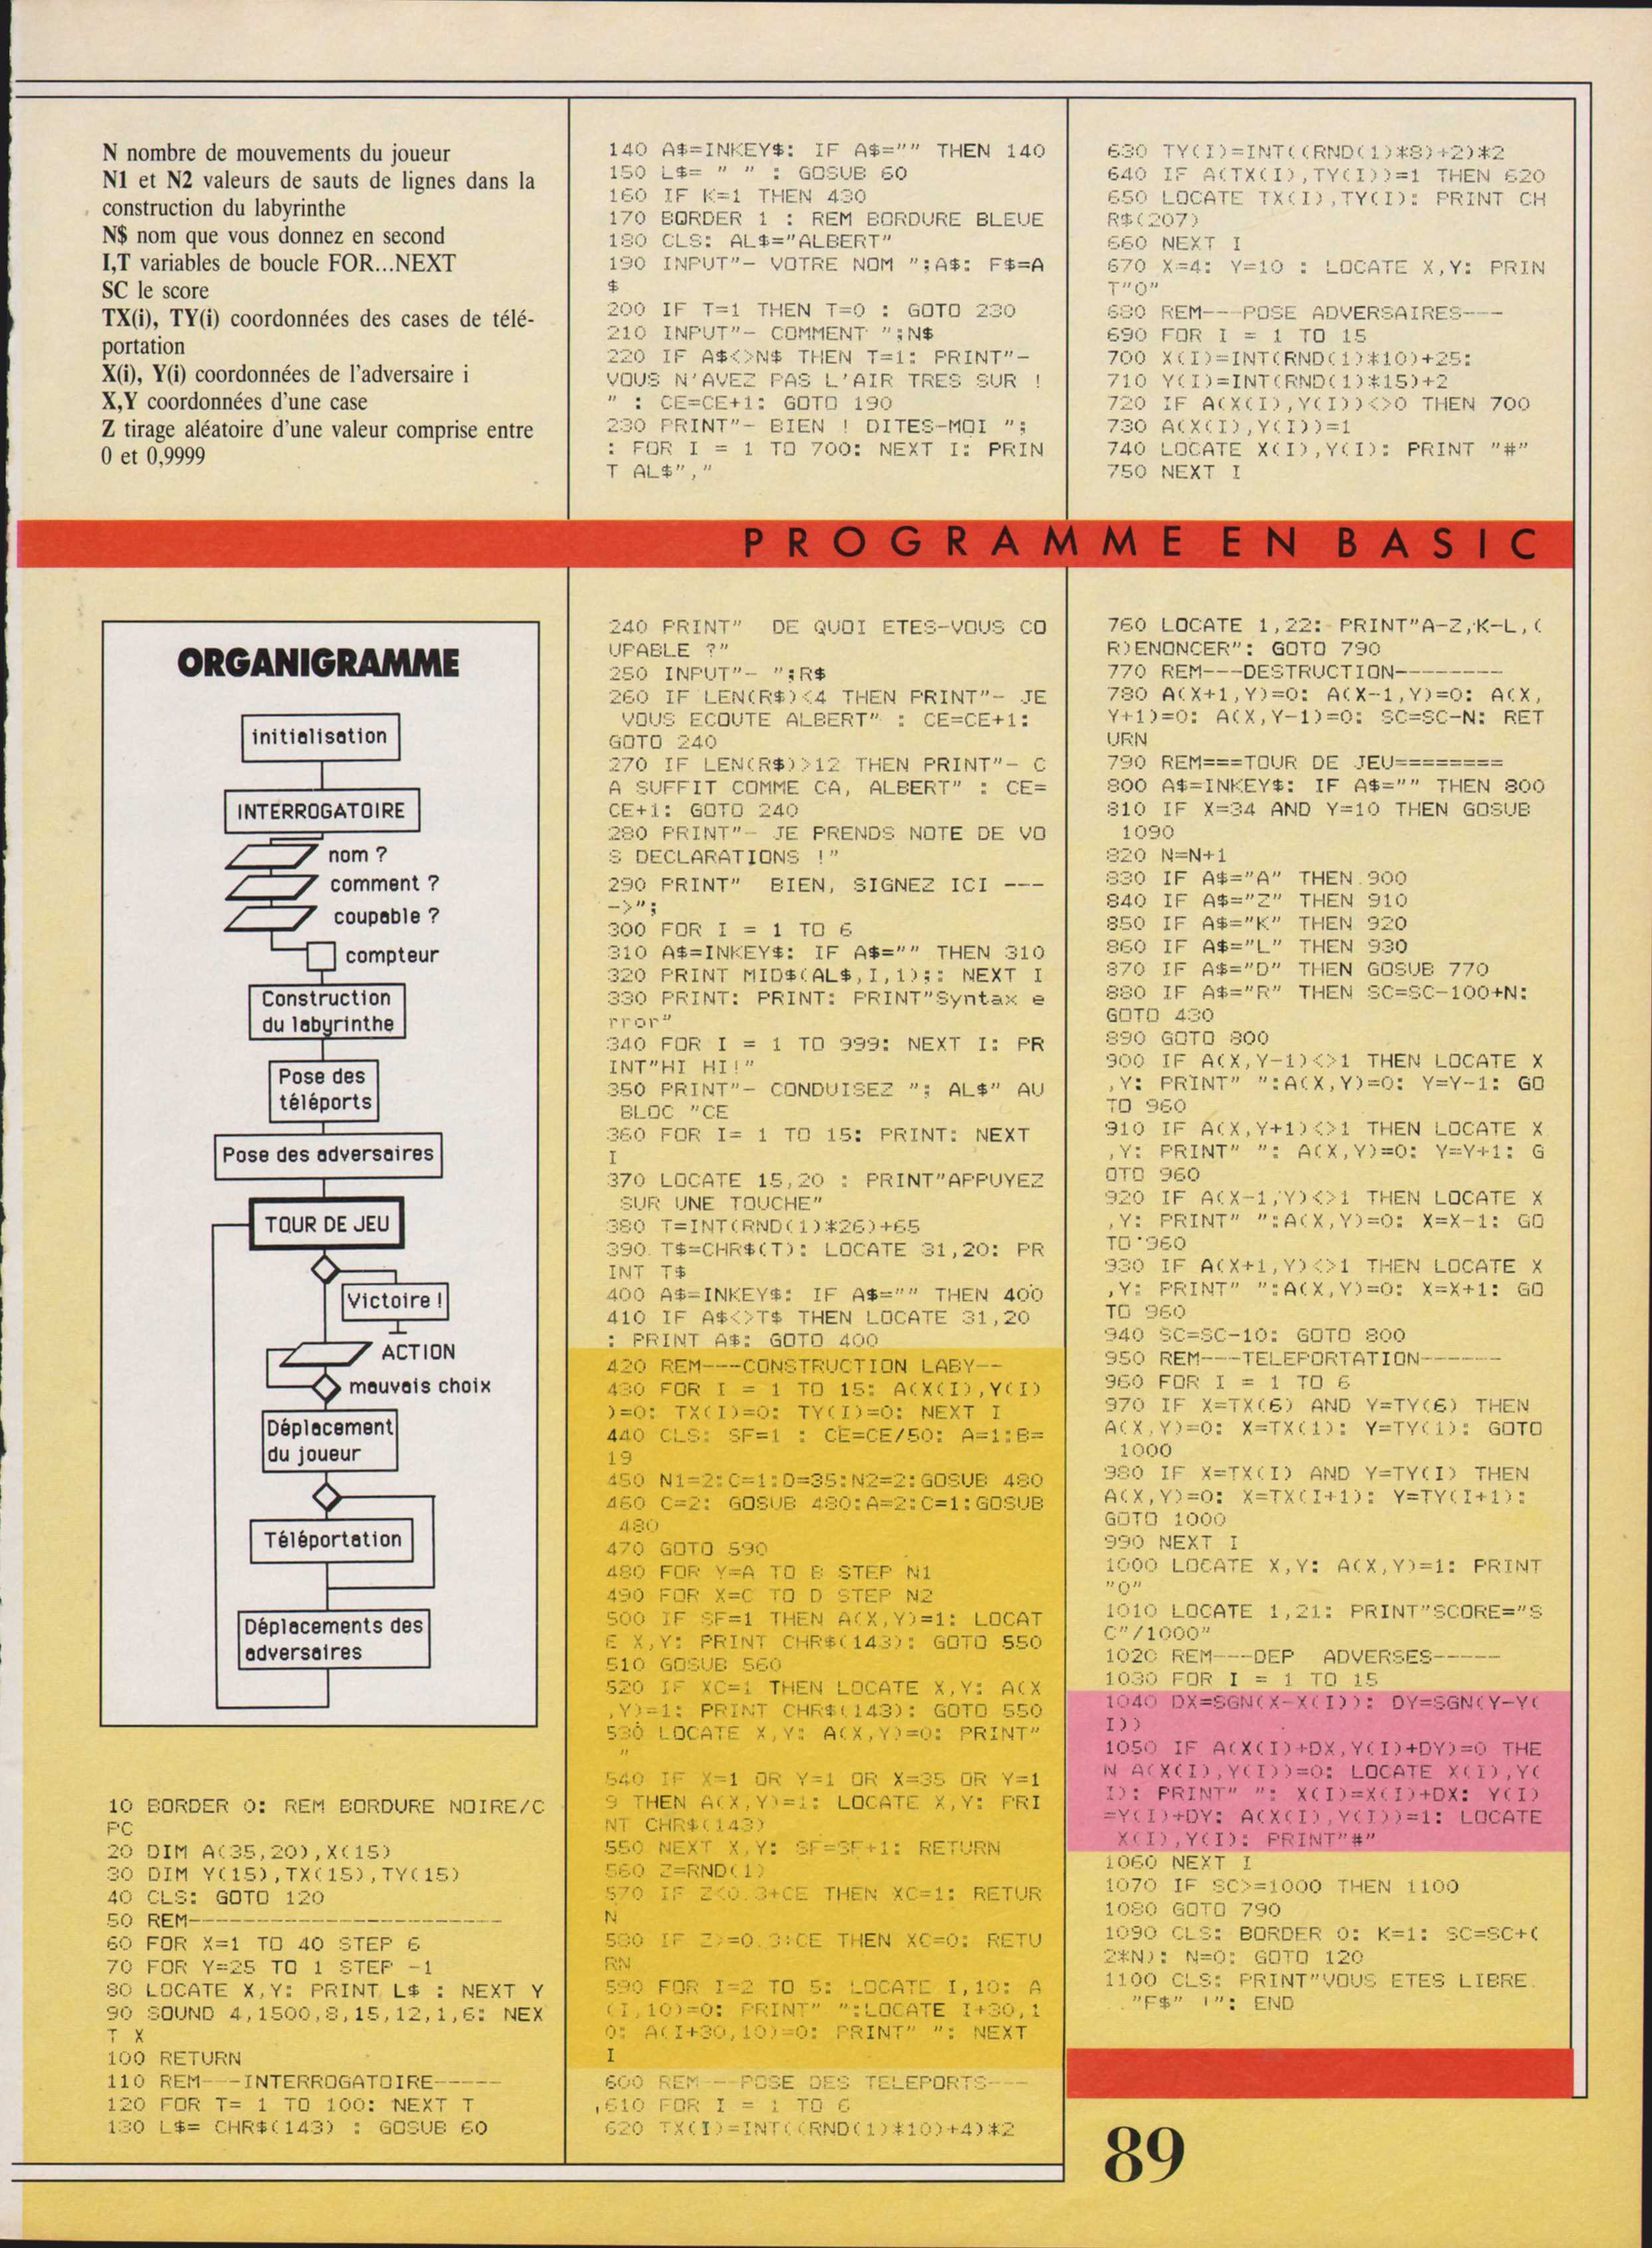 N nombre de mouvements du joueur
N1 et N2 valeurs de sauts de lignes dans la
construction du labyrinthe
N$ nom que vous donnez en second
I,T variables de boucle FOR...NEXT
SC le score
TX(i), TY(i) coordonnées des cases de télé-
portation
X(i), Y(i) coordonnées de l'adversaire i
X,Y coordonnées d'une case
Z tirage aléatoire d'une valeur comprise entre
0 et 0,9999
140 A$=INKEY$: IF A$="" THEN 140
150 L$= " " : GOSUB 60
160 IF K=1 THEN 430
170 BORDER 1 : REM BORDURE BLEUE
180 CLS: AL$="ALBERT"
190 INPUT"- VOTRE NOM ";A$: F$=A
$
200 IF T=1 THEN T=0 : GOTO 230
210 INPUT"- COMMENT ";N$
220 IF A$<>N$ THEN T=1: PRINT"-
VOUS N'AVEZ PAS L'AIR TRES SUR !
" : CE=CE+1: GOTO 190
230 PRINT"- BIEN ! DITES-MOI ";
: FOR I = 1 TO 700: NEXT I: PRIN
T AL$","
630 TY(I)=INT((RND(1)*8)+2)*2
640 IF A(TX(I),TY(I))=1 THEN 620
650 LOCATE TX(I),TY(I): PRINT CH
R$(207)
660 NEXT I
670 X=4: Y=10 : LOCATE X,Y: PRIN
T"O"
680 REM---POSE ADVERSAIRES---
690 FOR I = 1 TO 15
700 X(I)=INT(RND(1)*10)+25:
710 Y(I)=INT(RND(1)*15)+2
720 IF A(X(I),Y(I))<>0 THEN 700
730 A(X(I),Y(I))=1
740 LOCATE X(I),Y(I): PRINT "#"
750 NEXT I
PROGRAMME EN BASIC
ORGANIGRAMME
initialisation
INTERROGATOIRE
nom ?
comment ?
coupable ?
compteur
Construction
du labyrinthe
Pose des
téléports
Pose des adversaires
TOUR DE JEU
Victoire !
ACTION
mauvais choix
Déplacement
du joueur
Téléportation
Déplacements des
adversaires
10 BORDER 0: REM BORDURE NOIRE/C
PC
20 DIM A(35,20),X(15)
30 DIM Y(15),TX(15),TY(15)
40 CLS: GOTO 120
50 REM------------------------
60 FOR X=1 TO 40 STEP 6
70 FOR Y=25 TO 1 STEP -1
80 LOCATE X,Y: PRINT L$ : NEXT Y
90 SOUND 4,1500,8,15,12,1,6: NEX
T X
100 RETURN
110 REM---INTERROGATOIRE-----
120 FOR T= 1 TO 100: NEXT T
130 L$= CHR$(143) : GOSUB 60
240 PRINT"  DE QUOI ETES-VOUS CO
UPABLE ?"
250 INPUT"- ";R$
260 IF LEN(R$)<4 THEN PRINT"- JE
 VOUS ECOUTE ALBERT" : CE=CE+1:
GOTO 240
270 IF LEN(R$)>12 THEN PRINT"- C
A SUFFIT COMME CA, ALBERT" : CE=
CE+1: GOTO 240
280 PRINT"- JE PRENDS NOTE DE VO
S DECLARATIONS !"
290 PRINT"  BIEN, SIGNEZ ICI ---
->";
300 FOR I = 1 TO 6
310 A$=INKEY$: IF A$="" THEN 310
320 PRINT MID$(AL$,I,1);: NEXT I
330 PRINT: PRINT: PRINT"Syntax e
rror"
340 FOR I = 1 TO 999: NEXT I: PR
INT"HI HI!"
350 PRINT"- CONDUISEZ "; AL$" AU
 BLOC "CE
360 FOR I= 1 TO 15: PRINT: NEXT
I
370 LOCATE 15,20 : PRINT"APPUYEZ
 SUR UNE TOUCHE"
380 T=INT(RND(1)*26)+65
390 T$=CHR$(T): LOCATE 31,20: PR
INT T$
400 A$=INKEY$: IF A$="" THEN 400
410 IF A$<>T$ THEN LOCATE 31,20
: PRINT A$: GOTO 400
420 REM---CONSTRUCTION LABY--
430 FOR I = 1 TO 15: A(X(I),Y(I)
)=0: TX(I)=0: TY(I)=0: NEXT I
440 CLS: SF=1 : CE=CE/50: A=1:B=
19
450 N1=2:C=1:D=35:N2=2:GOSUB 480
460 C=2: GOSUB 480:A=2:C=1:GOSUB
 480
470 GOTO 590
480 FOR Y=A TO B STEP N1
490 FOR X=C TO D STEP N2
500 IF SF=1 THEN A(X,Y)=1: LOCAT
E X,Y: PRINT CHR$(143): GOTO 550
510 GOSUB 560
520 IF XC=1 THEN LOCATE X,Y: A(X
,Y)=1: PRINT CHR$(143): GOTO 550
530 LOCATE X,Y: A(X,Y)=0: PRINT"
"
540 IF X=1 OR Y=1 OR X=35 OR Y=1
9 THEN A(X,Y)=1: LOCATE X,Y: PRI
NT CHR$(143)
550 NEXT X,Y: SF=SF+1: RETURN
560 Z=RND(1)
570 IF Z<0.3+CE THEN XC=1: RETUR
N
580 IF Z>=0.3+CE THEN XC=0: RETU
RN
590 FOR I=2 TO 5: LOCATE I,10: A
(I,10)=0: PRINT" ":LOCATE I+30,1
0: A(I+30,10)=0: PRINT" ": NEXT
I
600 REM---POSE DES TELEPORTS---
610 FOR I = 1 TO 6
620 TX(I)=INT((RND(1)*10)+4)*2
760 LOCATE 1,22: PRINT"A-Z,K-L,(
R)ENONCER": GOTO 790
770 REM---DESTRUCTION--------
780 A(X+1,Y)=0: A(X-1,Y)=0: A(X,
Y+1)=0: A(X,Y-1)=0: SC=SC-N: RET
URN
790 REM===TOUR DE JEU========
800 A$=INKEY$: IF A$="" THEN 800
810 IF X=34 AND Y=10 THEN GOSUB
 1090
820 N=N+1
830 IF A$="A" THEN 900
840 IF A$="Z" THEN 910
850 IF A$="K" THEN 920
860 IF A$="L" THEN 930
870 IF A$="D" THEN GOSUB 770
880 IF A$="R" THEN SC=SC-100+N:
GOTO 430
890 GOTO 800
900 IF A(X,Y-1)<>1 THEN LOCATE X
,Y: PRINT" ":A(X,Y)=0: Y=Y-1: GO
TO 960
910 IF A(X,Y+1)<>1 THEN LOCATE X
,Y: PRINT" ": A(X,Y)=0: Y=Y+1: G
OTO 960
920 IF A(X-1,Y)<>1 THEN LOCATE X
,Y: PRINT" ":A(X,Y)=0: X=X-1: GO
TO 960
930 IF A(X+1,Y)<>1 THEN LOCATE X
,Y: PRINT" ":A(X,Y)=0: X=X+1: GO
TO 960
940 SC=SC-10: GOTO 800
950 REM---TELEPORTATION------
960 FOR I = 1 TO 6
970 IF X=TX(6) AND Y=TY(6) THEN
A(X,Y)=0: X=TX(1): Y=TY(1): GOTO
 1000
980 IF X=TX(I) AND Y=TY(I) THEN
A(X,Y)=0: X=TX(I+1): Y=TY(I+1):
GOTO 1000
990 NEXT I
1000 LOCATE X,Y: A(X,Y)=1: PRINT
"O"
1010 LOCATE 1,21: PRINT"SCORE="S
C"/1000"
1020 REM---DEP  ADVERSES-----
1030 FOR I = 1 TO 15
1040 DX=SGN(X-X(I)): DY=SGN(Y-Y(
I))
1050 IF A(X(I)+DX,Y(I)+DY)=0 THE
N A(X(I),Y(I))=0: LOCATE X(I),Y(
I): PRINT" ": X(I)=X(I)+DX: Y(I)
=Y(I)+DY: A(X(I),Y(I))=1: LOCATE
 X(I),Y(I): PRINT"#"
1060 NEXT I
1070 IF SC>=1000 THEN 1100
1080 GOTO 790
1090 CLS: BORDER 0: K=1: SC=SC+(
2*N): N=0: GOTO 120
1100 CLS: PRINT"VOUS ETES LIBRE
"F$" !": END
89